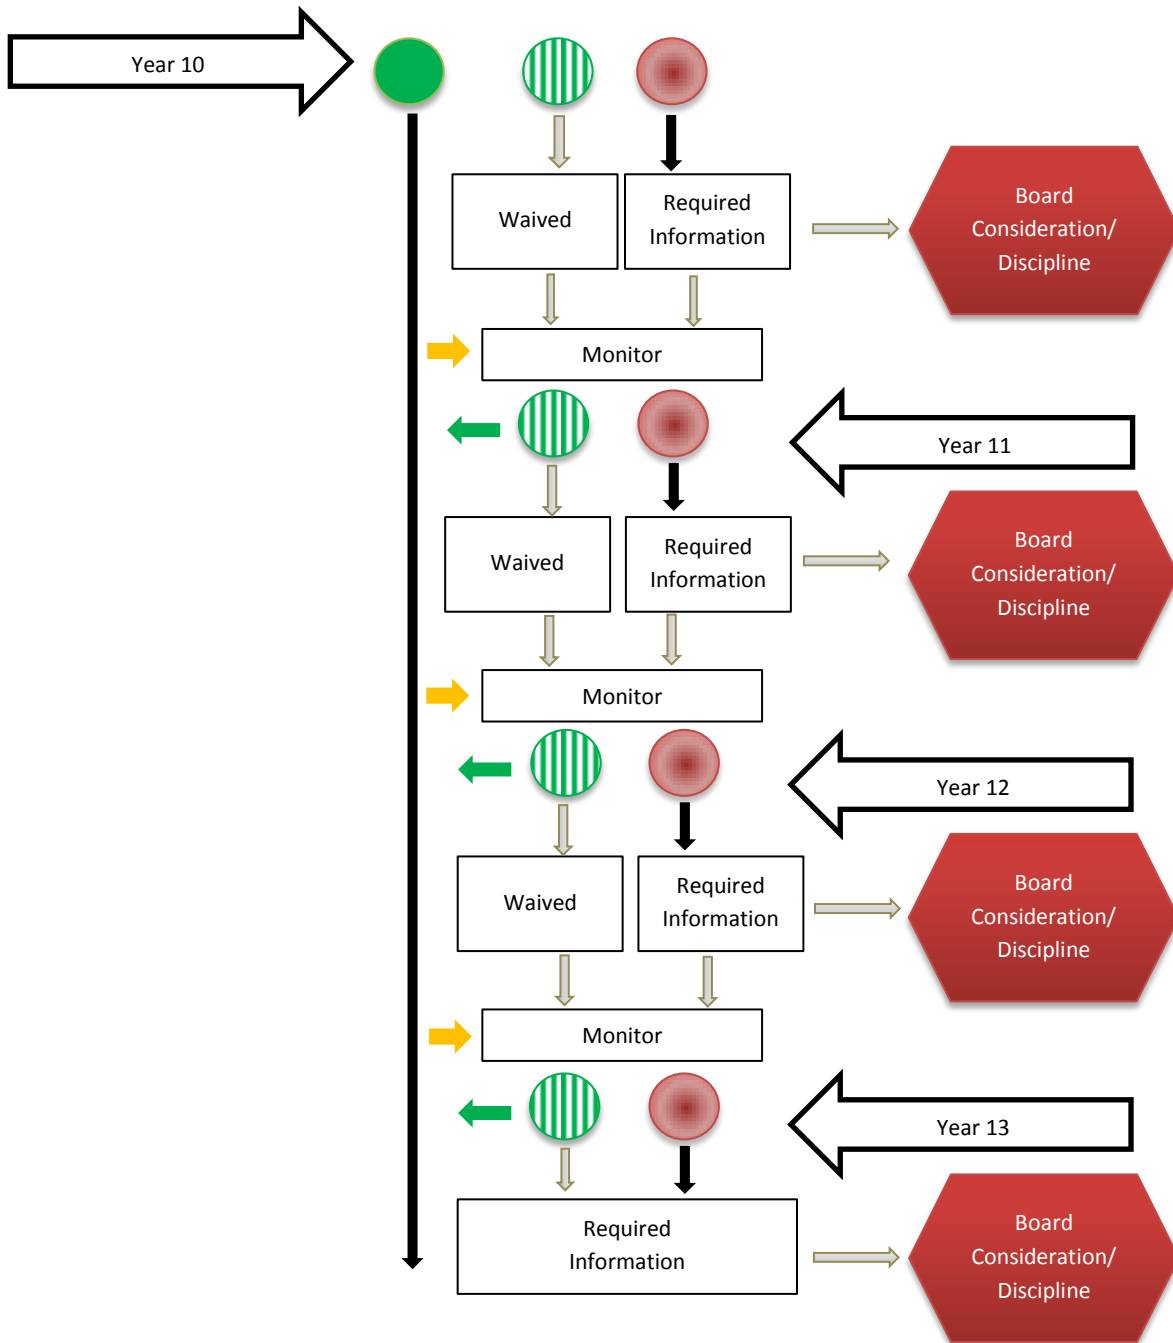 Year 10
Waived
Required
Information
Board
Consideration/
Discipline
Monitor
Year 11
Waived
Required
Information
Board
Consideration/
Discipline
Monitor
Year 12
Waived
Required
Information
Board
Consideration/
Discipline
Monitor
Year 13
Required
Information
Board
Consideration/
Discipline